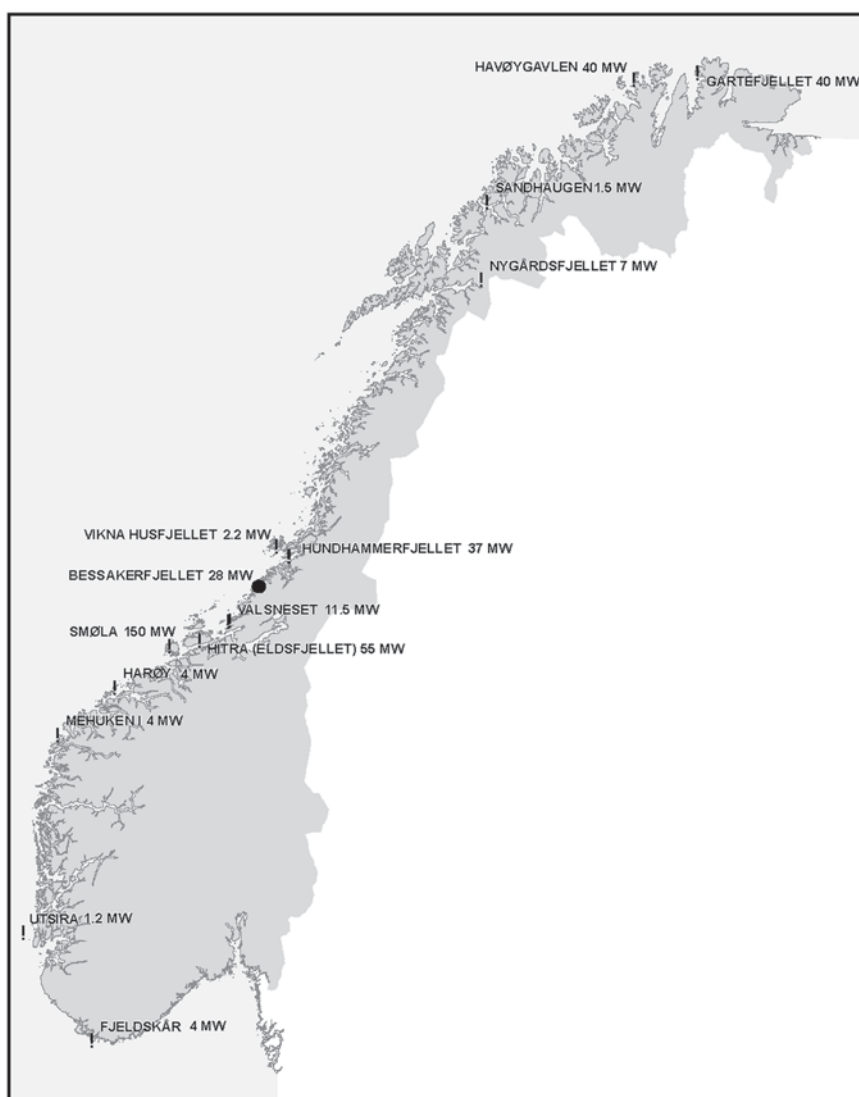 HAVØYGAVLEN 40 MW
GARTEFJELLET 40 MW
SANDHAUGEN 1.5 MW
NYGÅRDSFJELLET 7 MW
VIKNA HUSFJELLET 2.2 MW
HUNDHAMMERFJELLET 37 MW
BESSAKERFJELLET 28 MW
VALSNESET 11.5 MW
SMØLA 150 MW
HITRA (ELDSFJELLET) 55 MW
HARØY 4 MW
MEHUKEN I 4 MW
UTSIRA 1.2 MW
FJELDSKÅR 4 MW